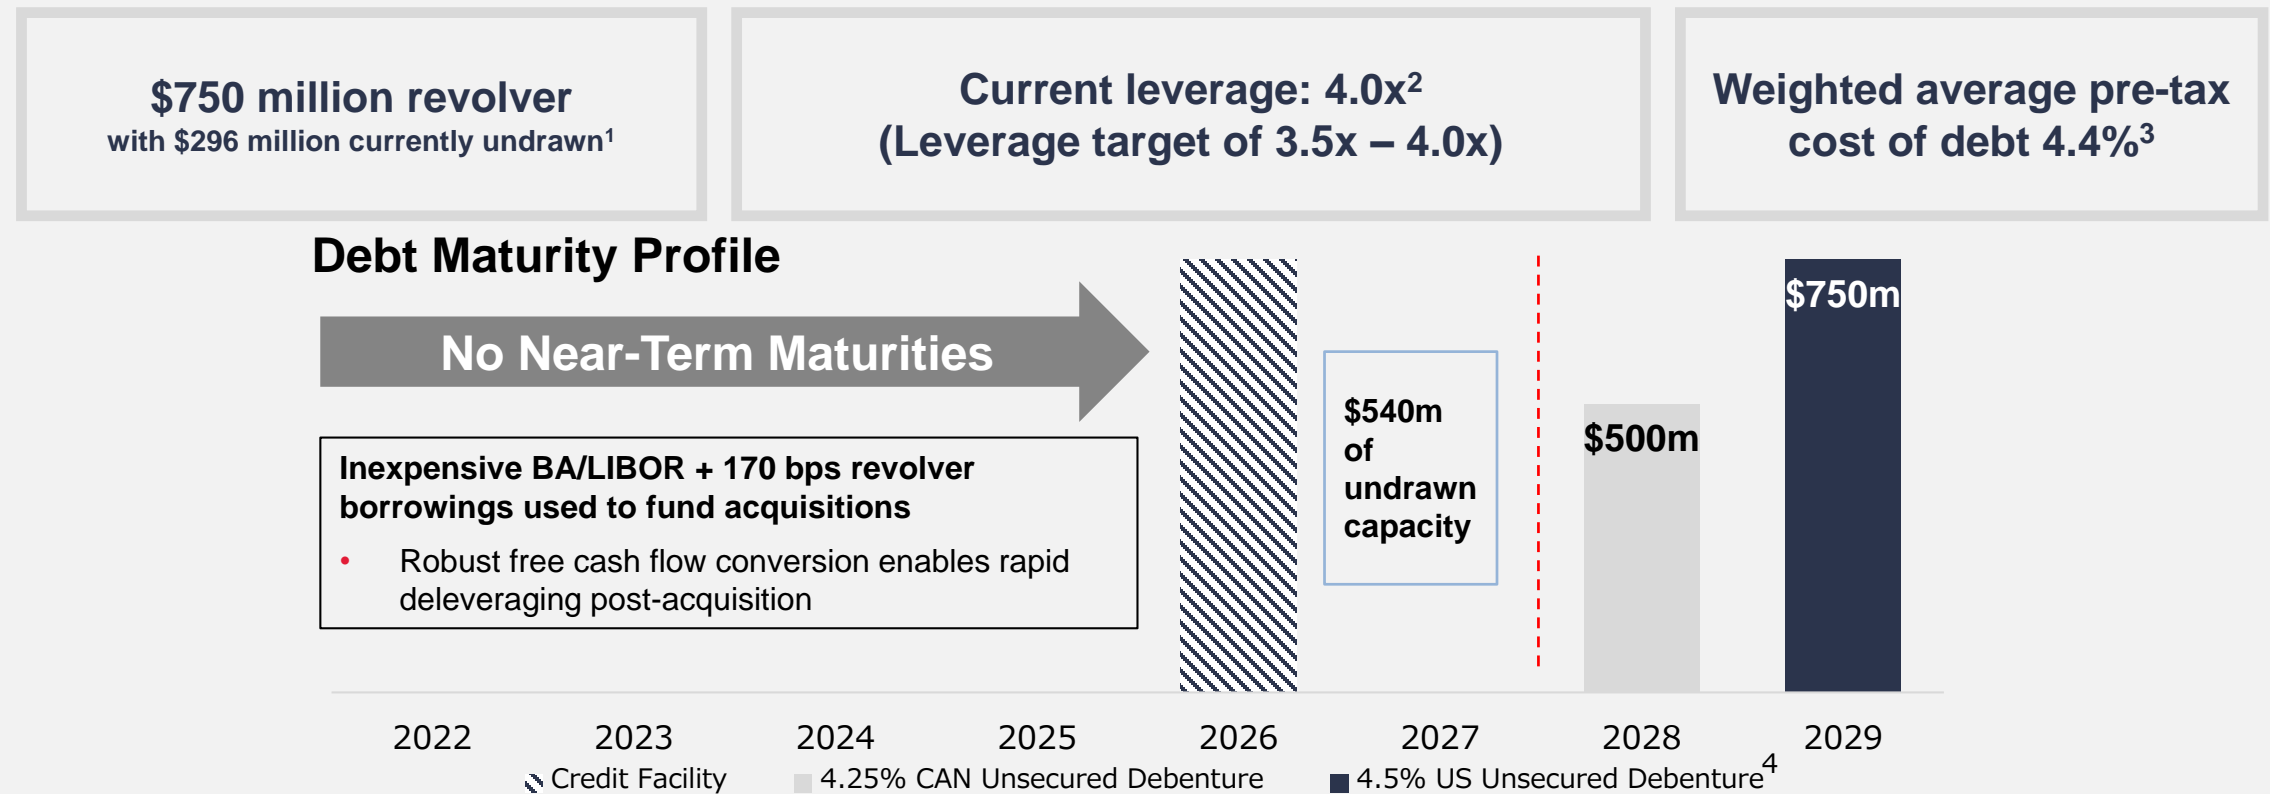 $750 million revolver
with $296 million currently undrawn¹
Current leverage: 4.0x²
(Leverage target of 3.5x – 4.0x)
Weighted average pre-tax
cost of debt 4.4%³
Debt Maturity Profile
No Near-Term Maturities
Inexpensive BA/LIBOR + 170 bps revolver
borrowings used to fund acquisitions
• Robust free cash flow conversion enables rapid
deleveraging post-acquisition
$540m
of
undrawn
capacity
$500m
$750m
2022 2023 2024 2025 2026 2027 2028 2029
Credit Facility 4.25% CAN Unsecured Debenture 4.5% US Unsecured Debenture⁴